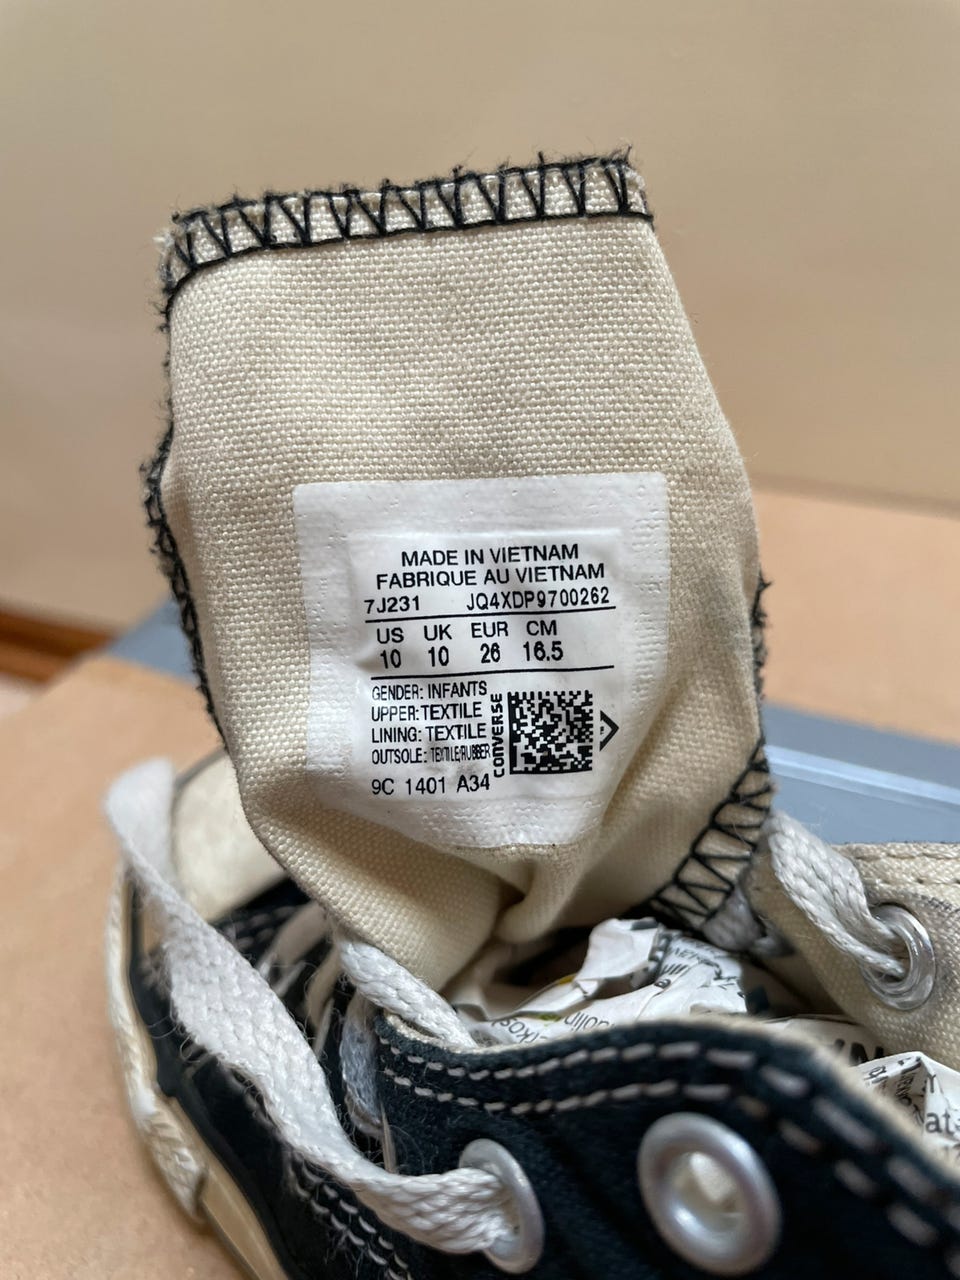 MADE IN VIETNAM
FABRIQUE AU VIETNAM
7J231 JQ4XDP9700262
US UK EUR CM
10 10 26 16.5
GENDER: INFANTS
UPPER: TEXTILE
LINING: TEXTILE
OUTSOLE: TEXTILE/RUBBER
CONVERSE
9C 1401 A34